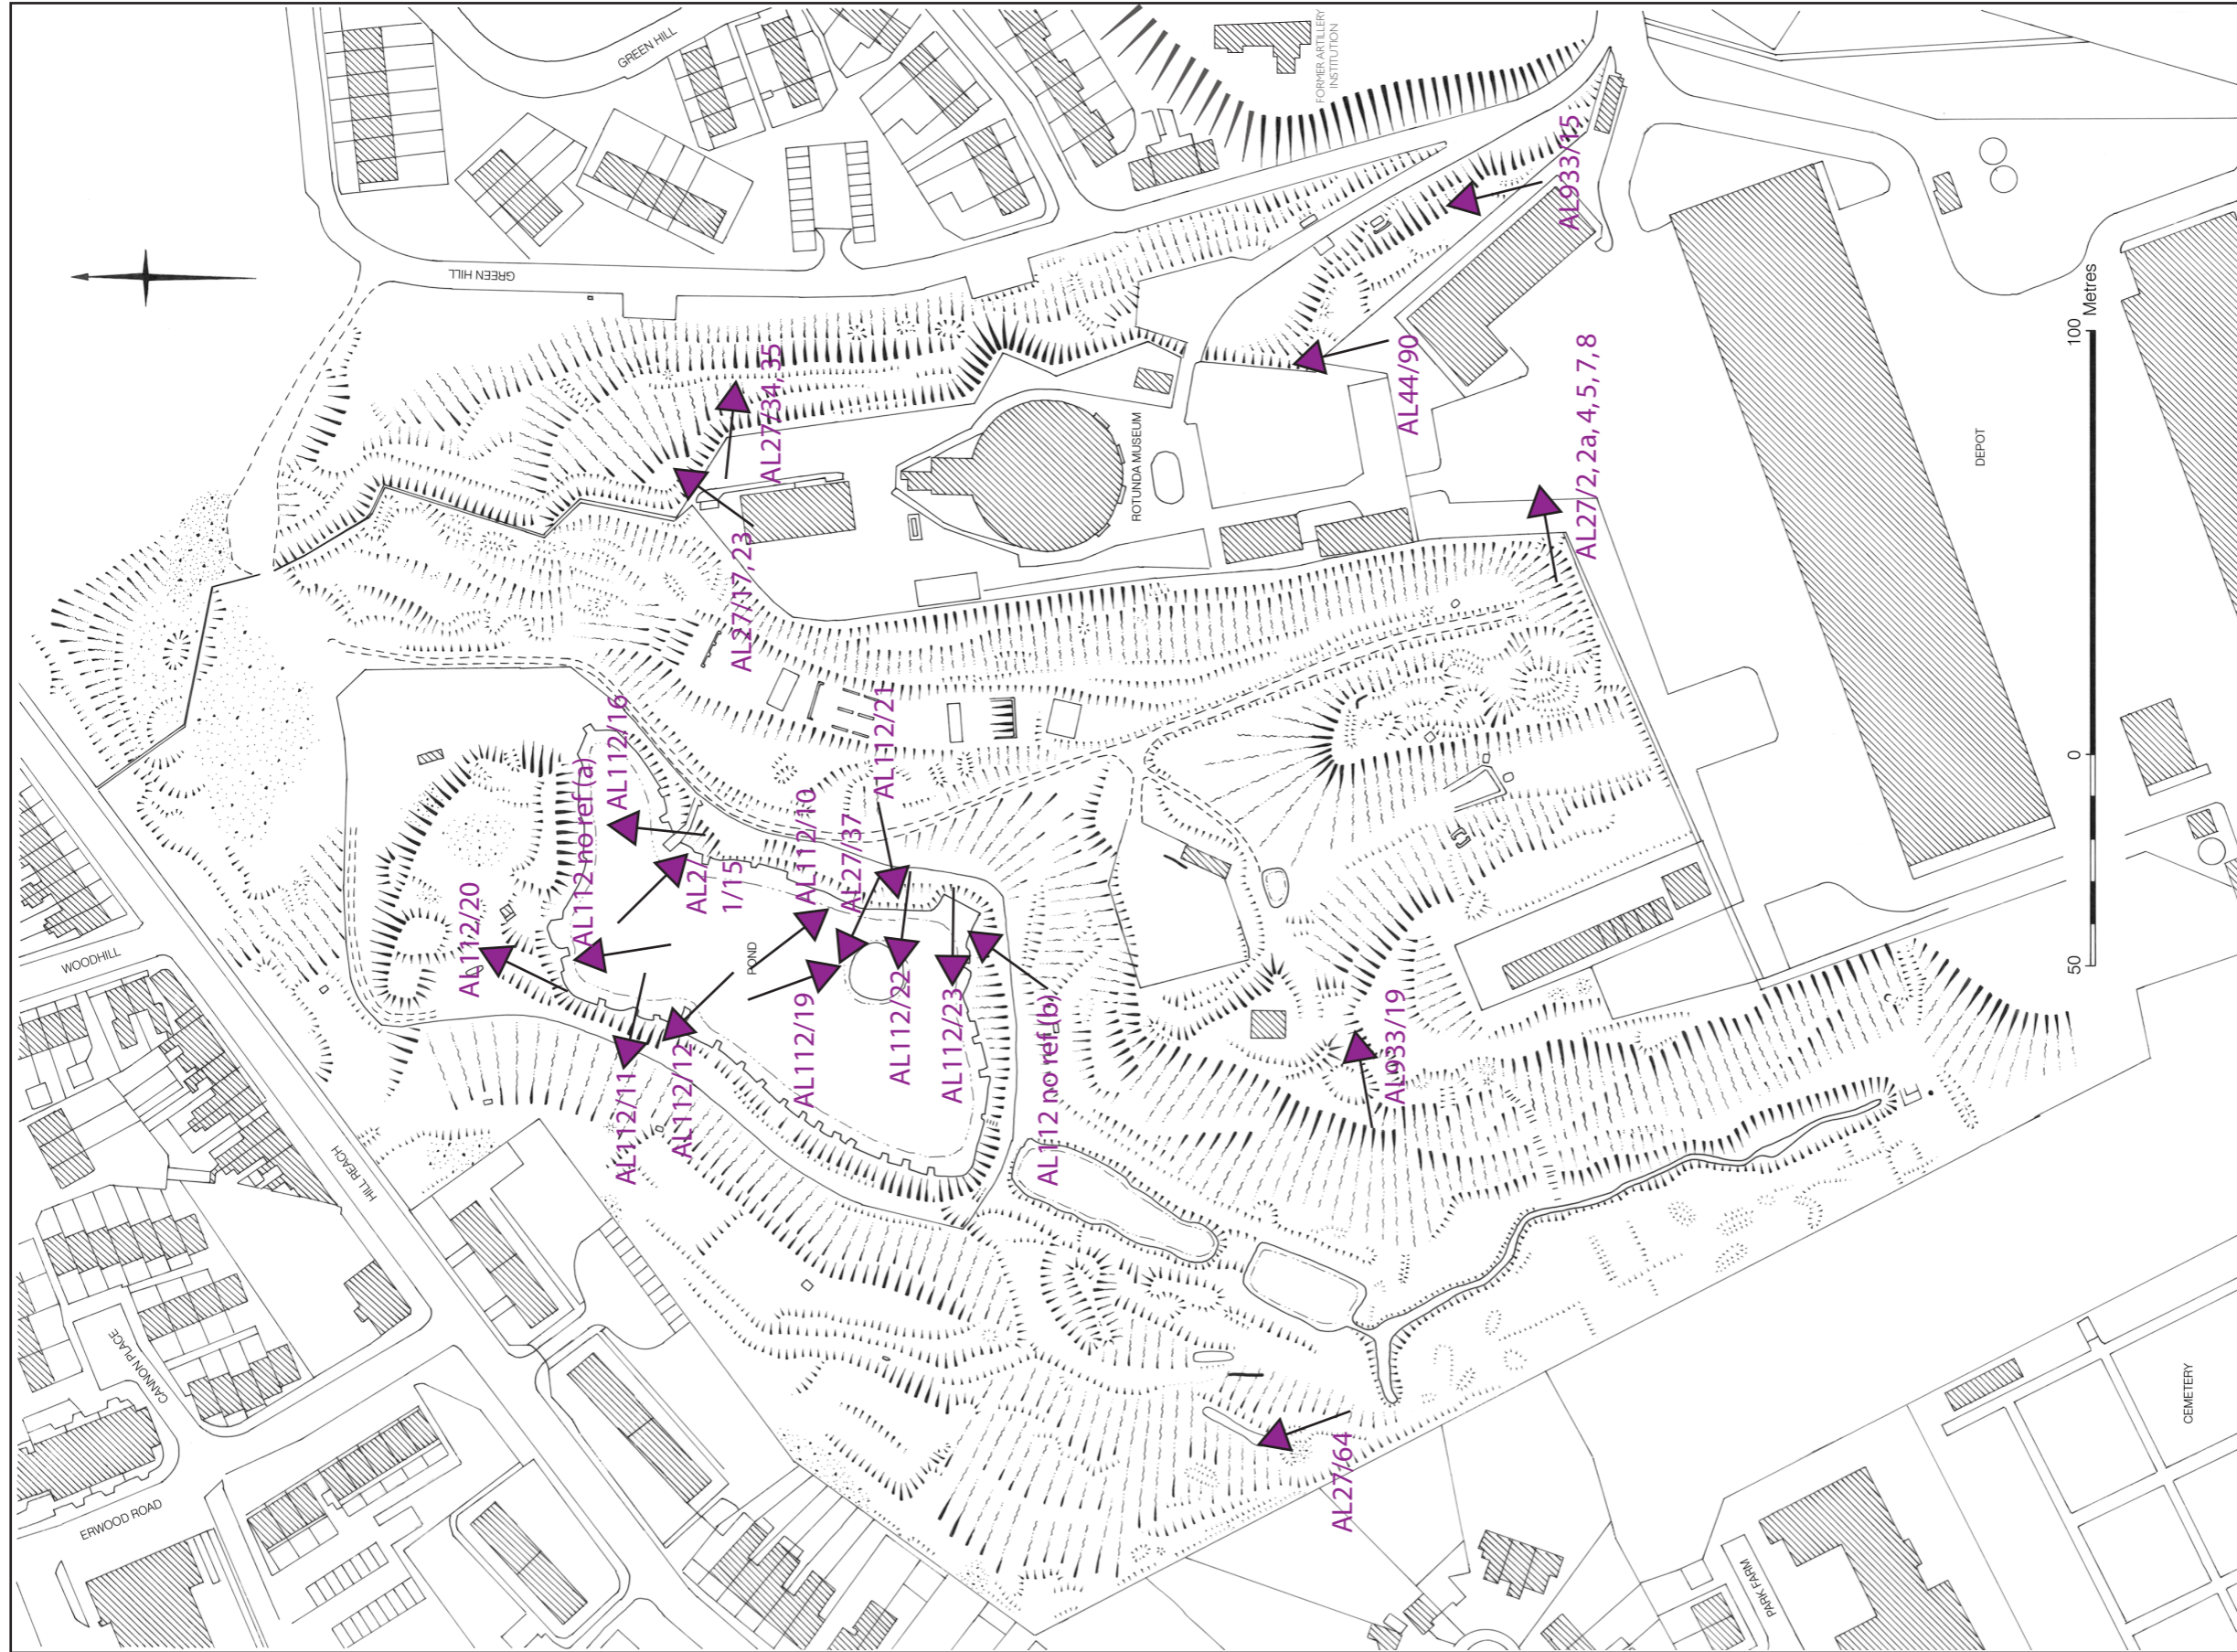 GREEN HILL
FORMER ARTILLERY
INSTITUTION
GREEN HILL
AL933/15
AL27/34, 35
AL44/90
ROTUNDA MUSEUM
AL27/2, 2a, 4, 5, 7, 8
AL27/17, 23
DEPOT
100
Metres
0
50
AL112/16
AL112/21
AL112 no ref (a)
AL112/10
AL27/37
AL27/
1/15
AL112/20
WOODHILL
POND
AL112/19
AL112/22
AL112/23
AL112 no ref (b)
AL112/11
AL112/12
AL933/19
HILL REACH
CANNON PLACE
ERWOOD ROAD
AL27/64
PARK FARM
CEMETERY